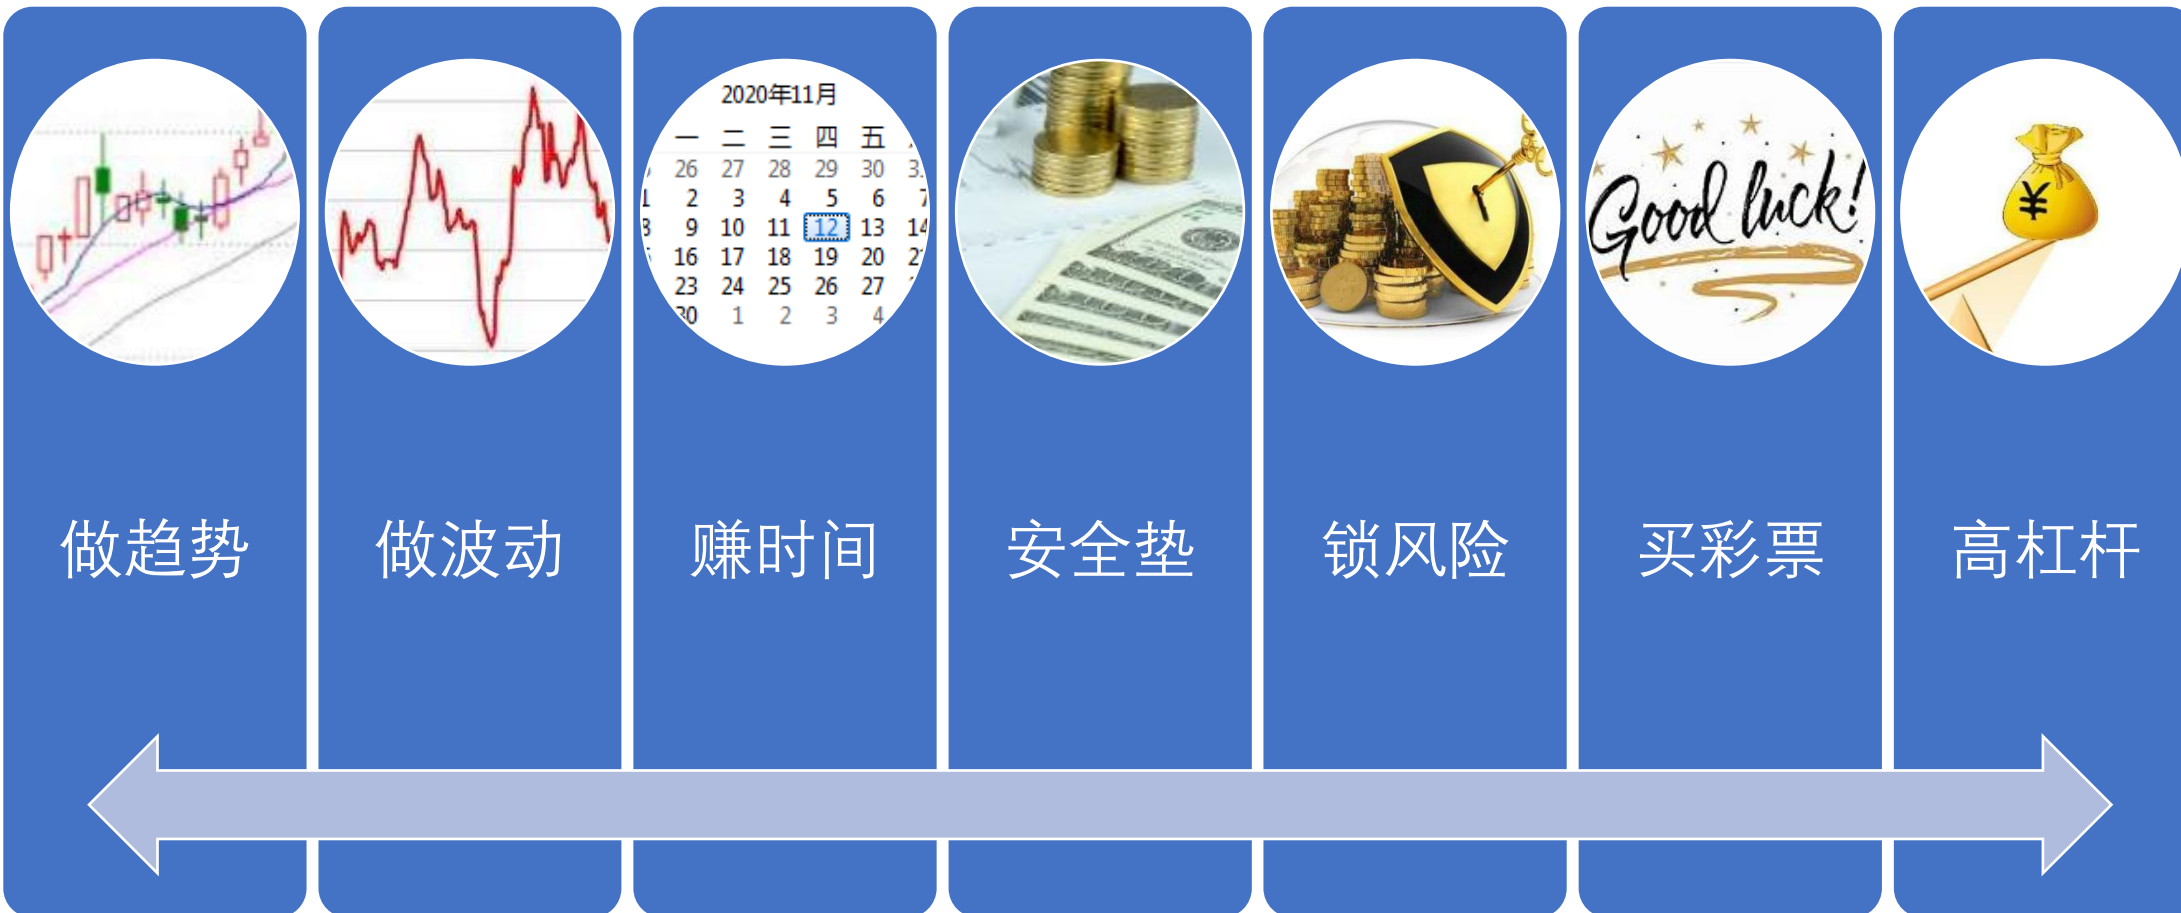 2020年11月
一 二 三 四 五
26 27 28 29 30
2 3 4 5 6 7
9 10 11 12 13 14
16 17 18 19 20
23 24 25 26 27
30 1 2 3 4
Good luck!
¥
做趋势 做波动 赚时间 安全垫 锁风险 买彩票 高杠杆